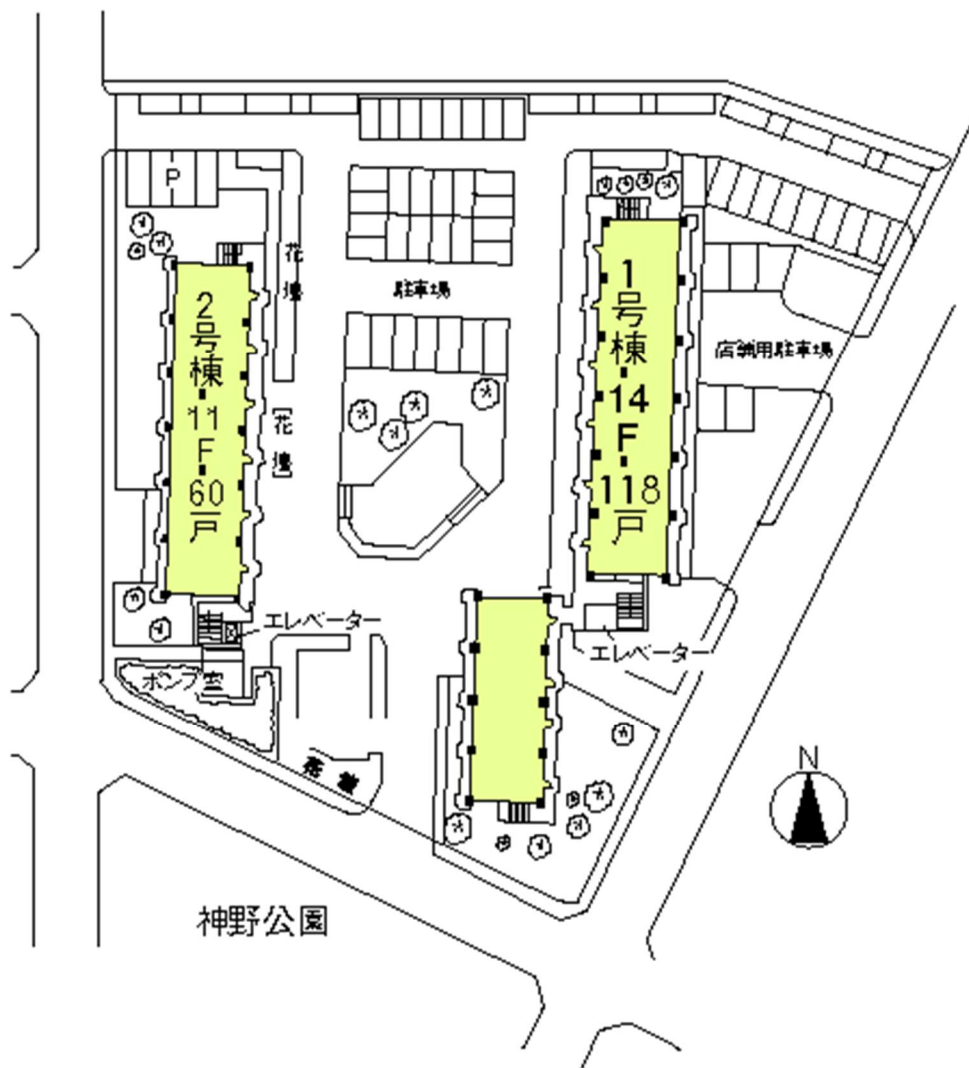 P
花壇
駐車場
2号棟
11F
60戸
花壇
1号棟
14F
118戸
店舗用駐車場
エレベーター
エレベーター
ポンプ室
花壇
N
神野公園